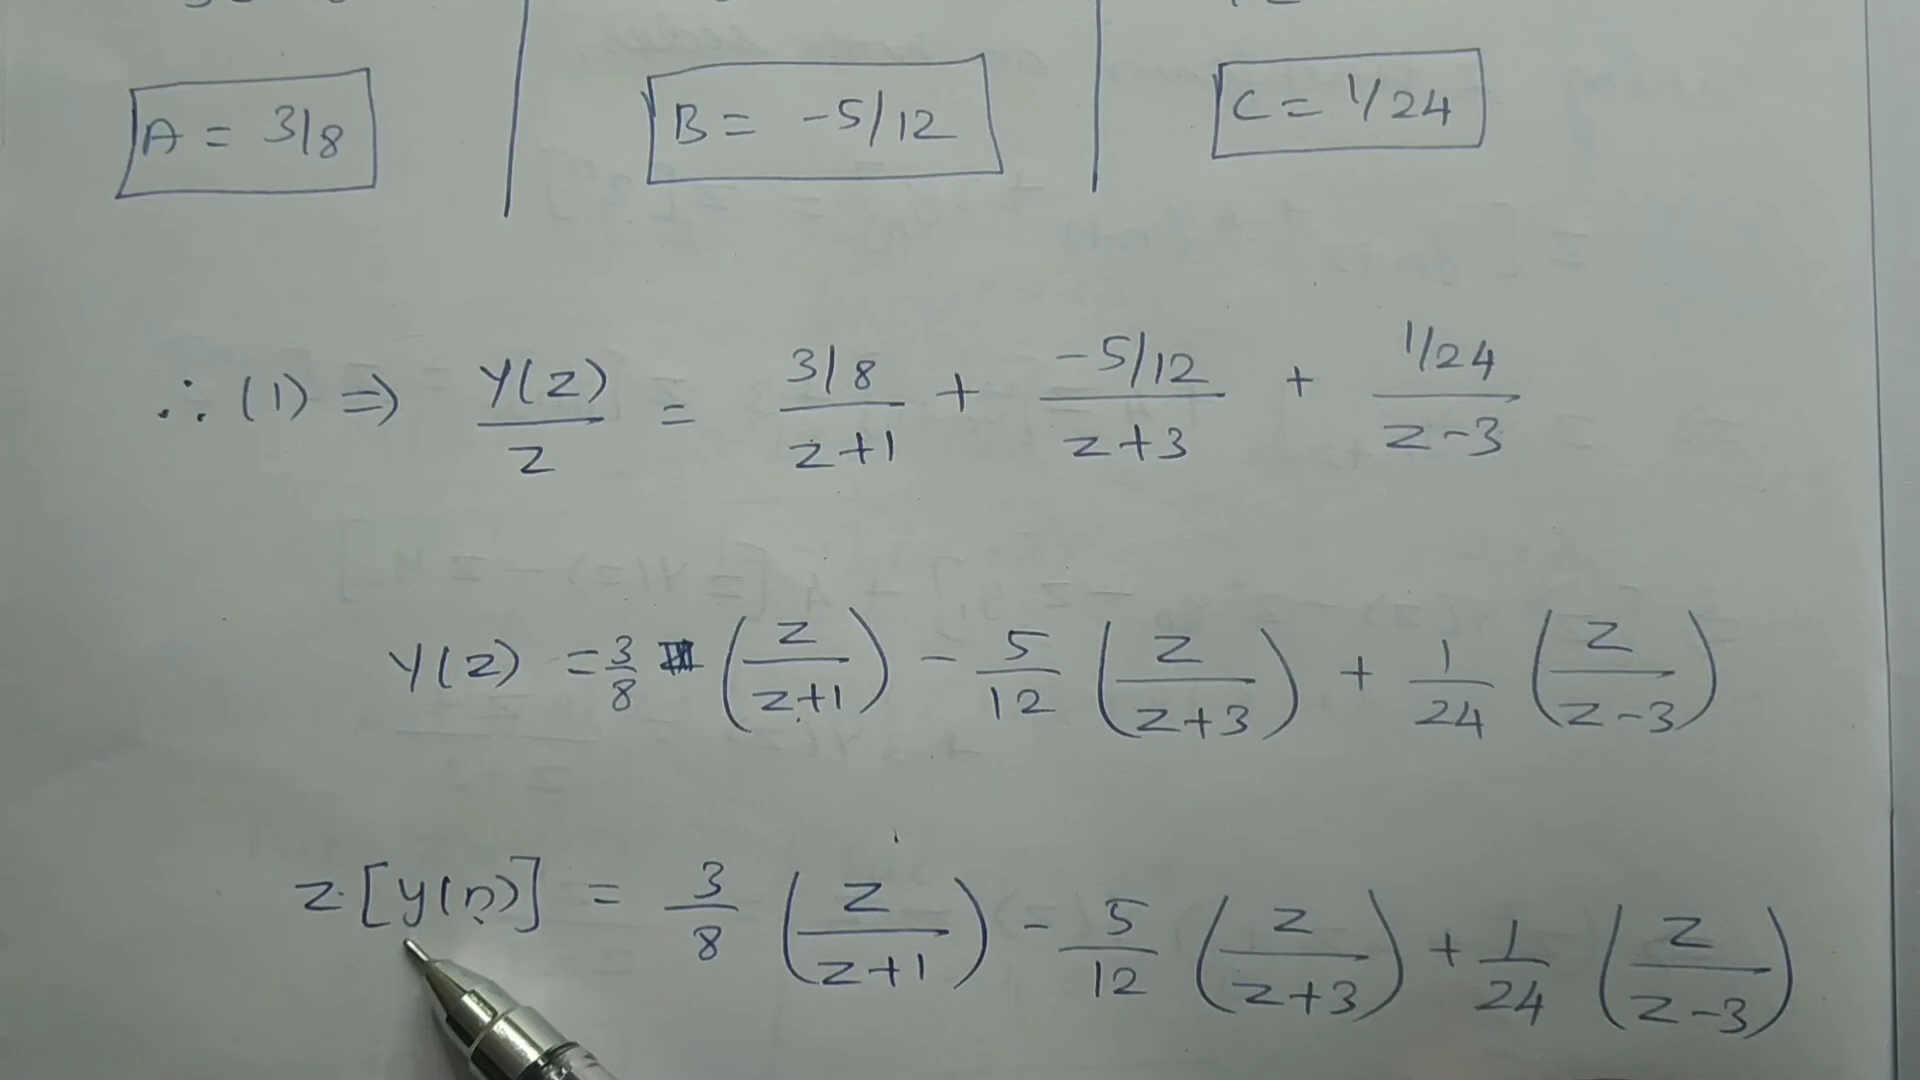 A = 3/8 B = -5/12 C = 1/24
∴ (1) ⇒ Y(z)/z = (3/8)/(z+1) + (-5/12)/(z+3) + (1/24)/(z-3)
Y(z) = 3/8 (z/(z+1)) - 5/12 (z/(z+3)) + 1/24 (z/(z-3))
z[y(n)] = 3/8 (z/(z+1)) - 5/12 (z/(z+3)) + 1/24 (z/(z-3))